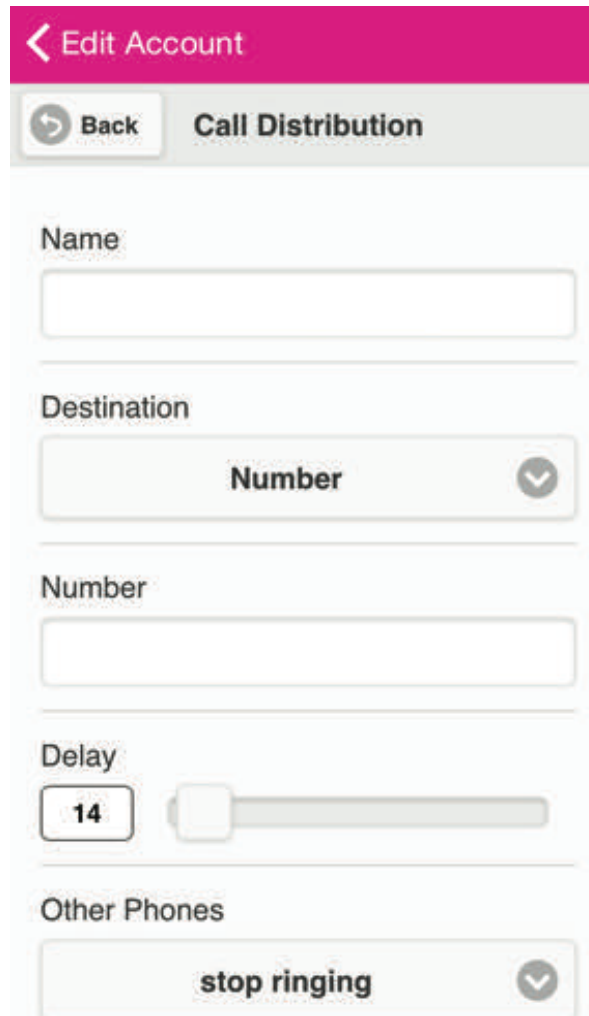 Edit Account
Back Call Distribution
Name
Destination
Number
Number
Delay
14
Other Phones
stop ringing